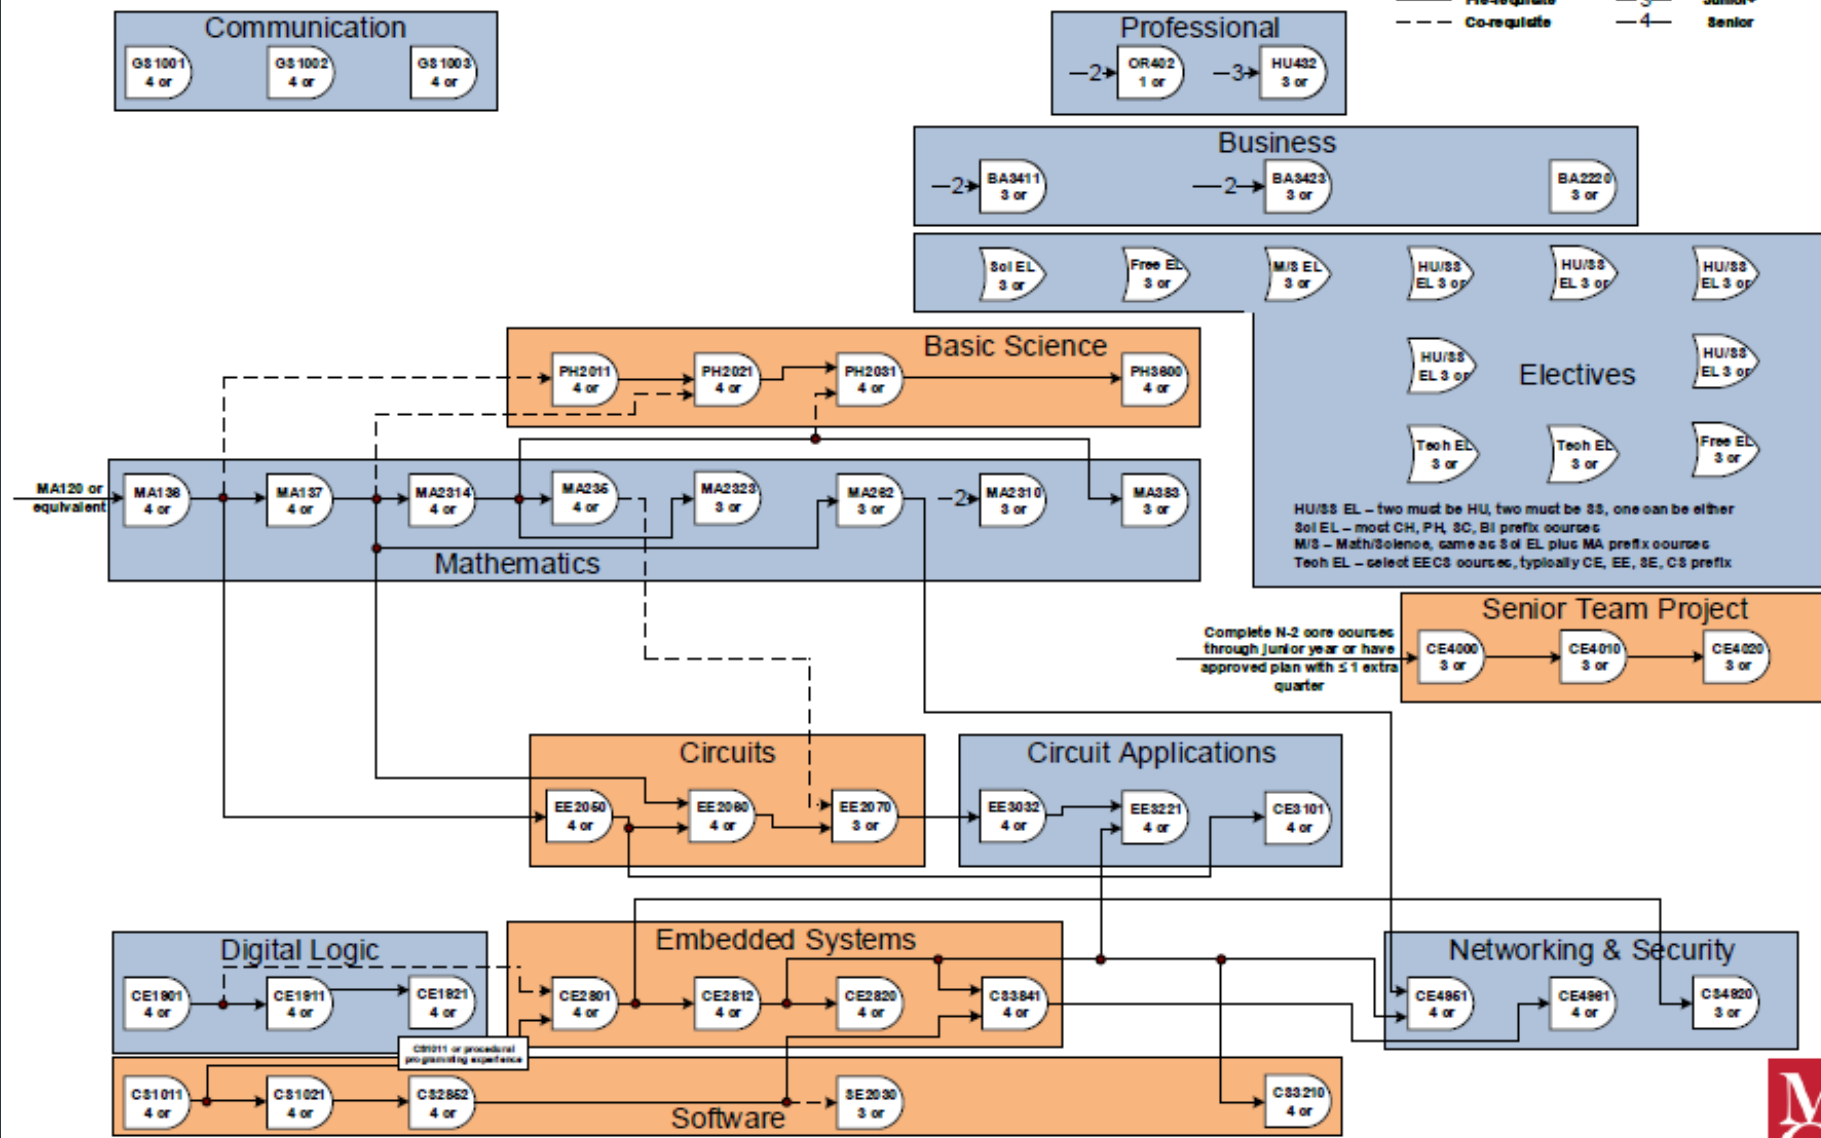 Pre-requisite
3
Junior+
Co-requisite
4
Senior
Communication
GS1001
4 cr
GS1002
4 cr
GS1003
4 cr
Professional
2
OR402
1 cr
3
HU432
3 cr
Business
2
BA3411
3 cr
2
BA3423
3 cr
BA2220
3 cr
Sci EL
3 cr
Free EL
3 cr
M/S EL
3 cr
HU/SS
EL 3 cr
HU/SS
EL 3 cr
HU/SS
EL 3 cr
HU/SS
EL 3 cr
Electives
HU/SS
EL 3 cr
Tech EL
3 cr
Tech EL
3 cr
Free EL
3 cr
HU/SS EL – two must be HU, two must be SS, one can be either
Sci EL – most CH, PH, SC, BI prefix courses
M/S – Math/Science, same as Sci EL plus MA prefix courses
Tech EL – select EECS courses, typically CE, EE, SE, CS prefix
Basic Science
PH2011
4 cr
PH2021
4 cr
PH2031
4 cr
PH3600
4 cr
MA120 or
equivalent
MA136
4 cr
MA137
4 cr
MA2314
4 cr
MA235
4 cr
MA2323
3 cr
MA262
3 cr
2
MA2310
3 cr
MA383
3 cr
Mathematics
Senior Team Project
Complete N-2 core courses
through junior year or have
approved plan with ≤ 1 extra
quarter
CE4000
3 cr
CE4010
3 cr
CE4020
3 cr
Circuits
EE2050
4 cr
EE2060
4 cr
EE2070
3 cr
Circuit Applications
EE3032
4 cr
EE3221
4 cr
CE3101
4 cr
Digital Logic
CE1901
4 cr
CE1911
4 cr
CE1921
4 cr
Embedded Systems
CE2801
4 cr
CE2812
4 cr
CE2820
4 cr
CS3841
4 cr
Networking & Security
CE4951
4 cr
CE4961
4 cr
CS4920
3 cr
CS1011 or procedural
programming experience
CS1011
4 cr
CS1021
4 cr
CS2852
4 cr
SE2030
3 cr
CS3210
4 cr
Software